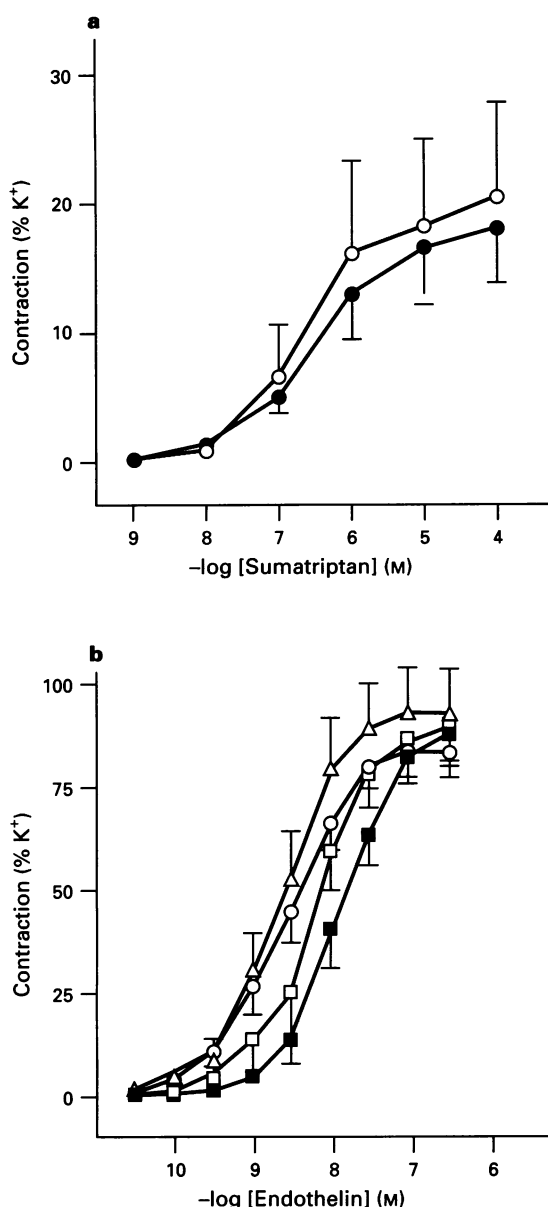 a
30
20
10
0
Contraction (% K⁺)
9 8 7 6 5 4
–log [Sumatriptan] (M)
b
100
75
50
25
0
Contraction (% K⁺)
10 9 8 7 6
–log [Endothelin] (M)